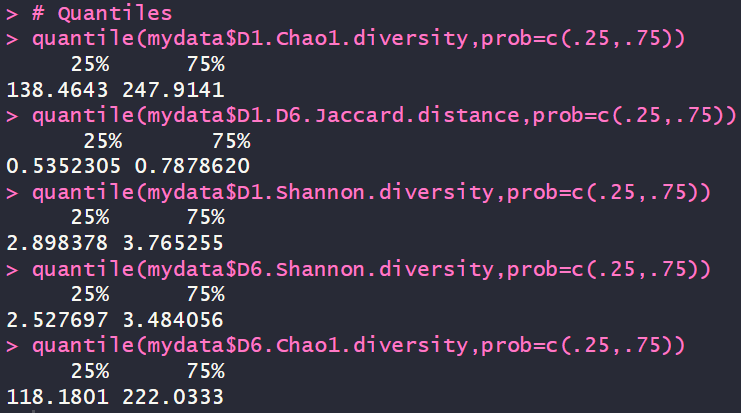 > # Quantiles
> quantile(mydata$D1.Chao1.diversity,prob=c(.25,.75))
25% 75%
138.4643 247.9141
> quantile(mydata$D1.D6.Jaccard.distance,prob=c(.25,.75))
25% 75%
0.5352305 0.7878620
> quantile(mydata$D1.Shannon.diversity,prob=c(.25,.75))
25% 75%
2.898378 3.765255
> quantile(mydata$D6.Shannon.diversity,prob=c(.25,.75))
25% 75%
2.527697 3.484056
> quantile(mydata$D6.Chao1.diversity,prob=c(.25,.75))
25% 75%
118.1801 222.0333